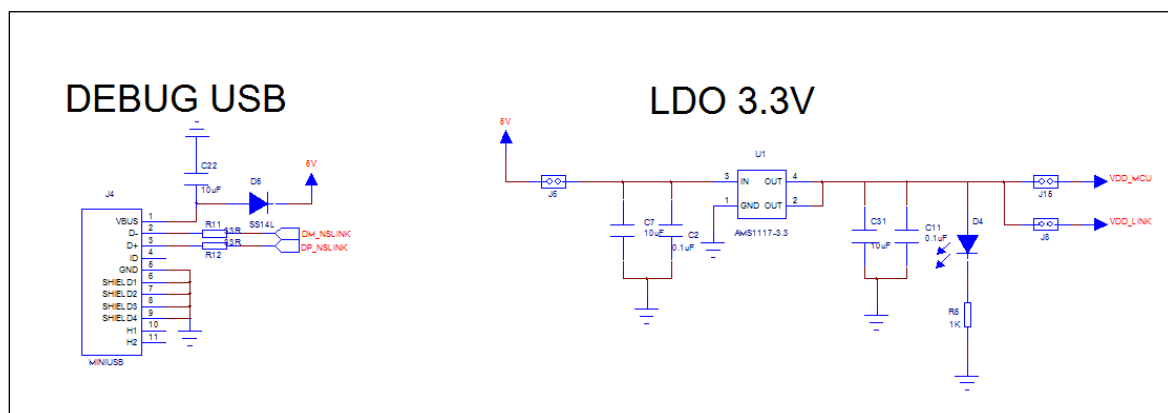 DEBUG USB
LDO 3.3V
C22
10uF
D5
SS14L
5V
J4
VBUS 1
D- 2
D+ 3
ID 4
GND 5
SHIELD1 6
SHIELD2 7
SHIELD3 8
SHIELD4 9
H1 10
H2 11
MINIUSB
R11
33R
33R
R12
DM_NSLINK
DP_NSLINK
5V
J6
C7
10uF
C2
0.1uF
U1
3 IN OUT 4
1 GND OUT 2
AMS1117-3.3
C31
10uF
C11
0.1uF
D4
R5
1K
J15
VDD_MCU
J8
VDD_LINK